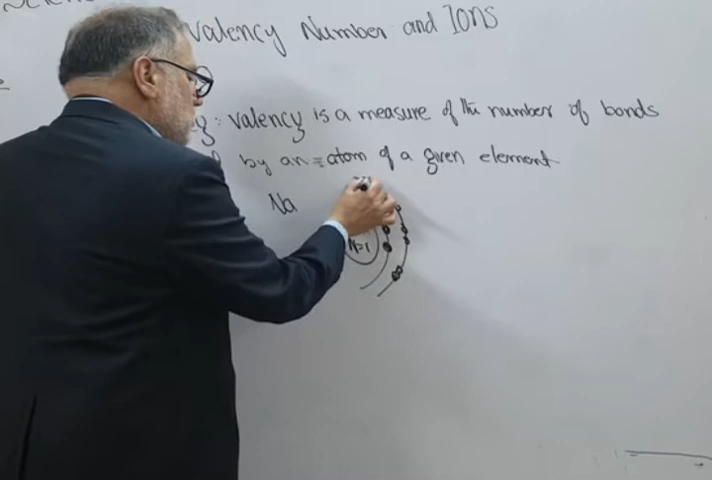 Valency Number and Ions
valency is a measure of the number of bonds
by an atom of a given element
Na